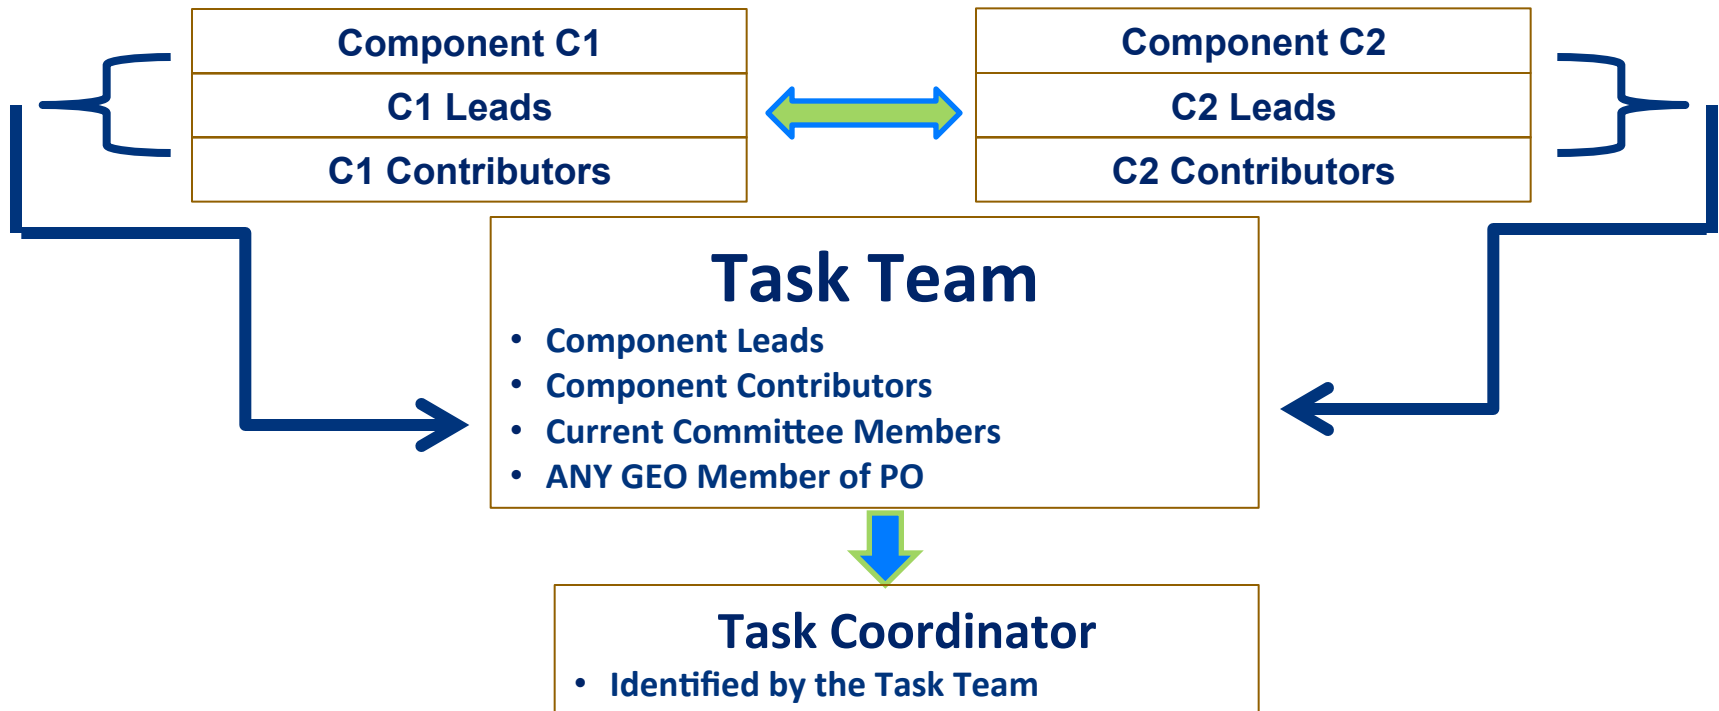 Component C1
C1 Leads
C1 Contributors
Component C2
C2 Leads
C2 Contributors
Task Team
• Component Leads
• Component Contributors
• Current Committee Members
• ANY GEO Member of PO
Task Coordinator
• Identified by the Task Team